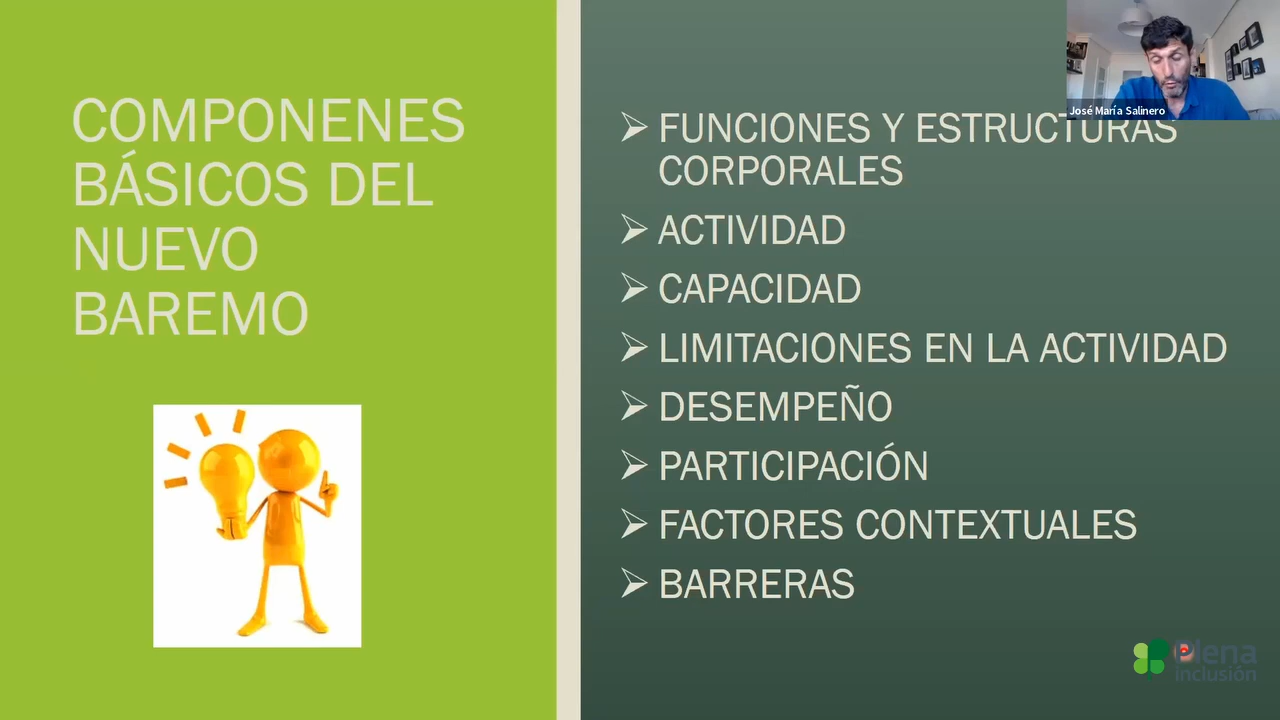 COMPONENES
BÁSICOS DEL
NUEVO
BAREMO
José María Salinero
FUNCIONES Y ESTRUCTURAS
CORPORALES
ACTIVIDAD
CAPACIDAD
LIMITACIONES EN LA ACTIVIDAD
DESEMPEÑO
PARTICIPACIÓN
FACTORES CONTEXTUALES
BARRERAS
Plena
inclusión